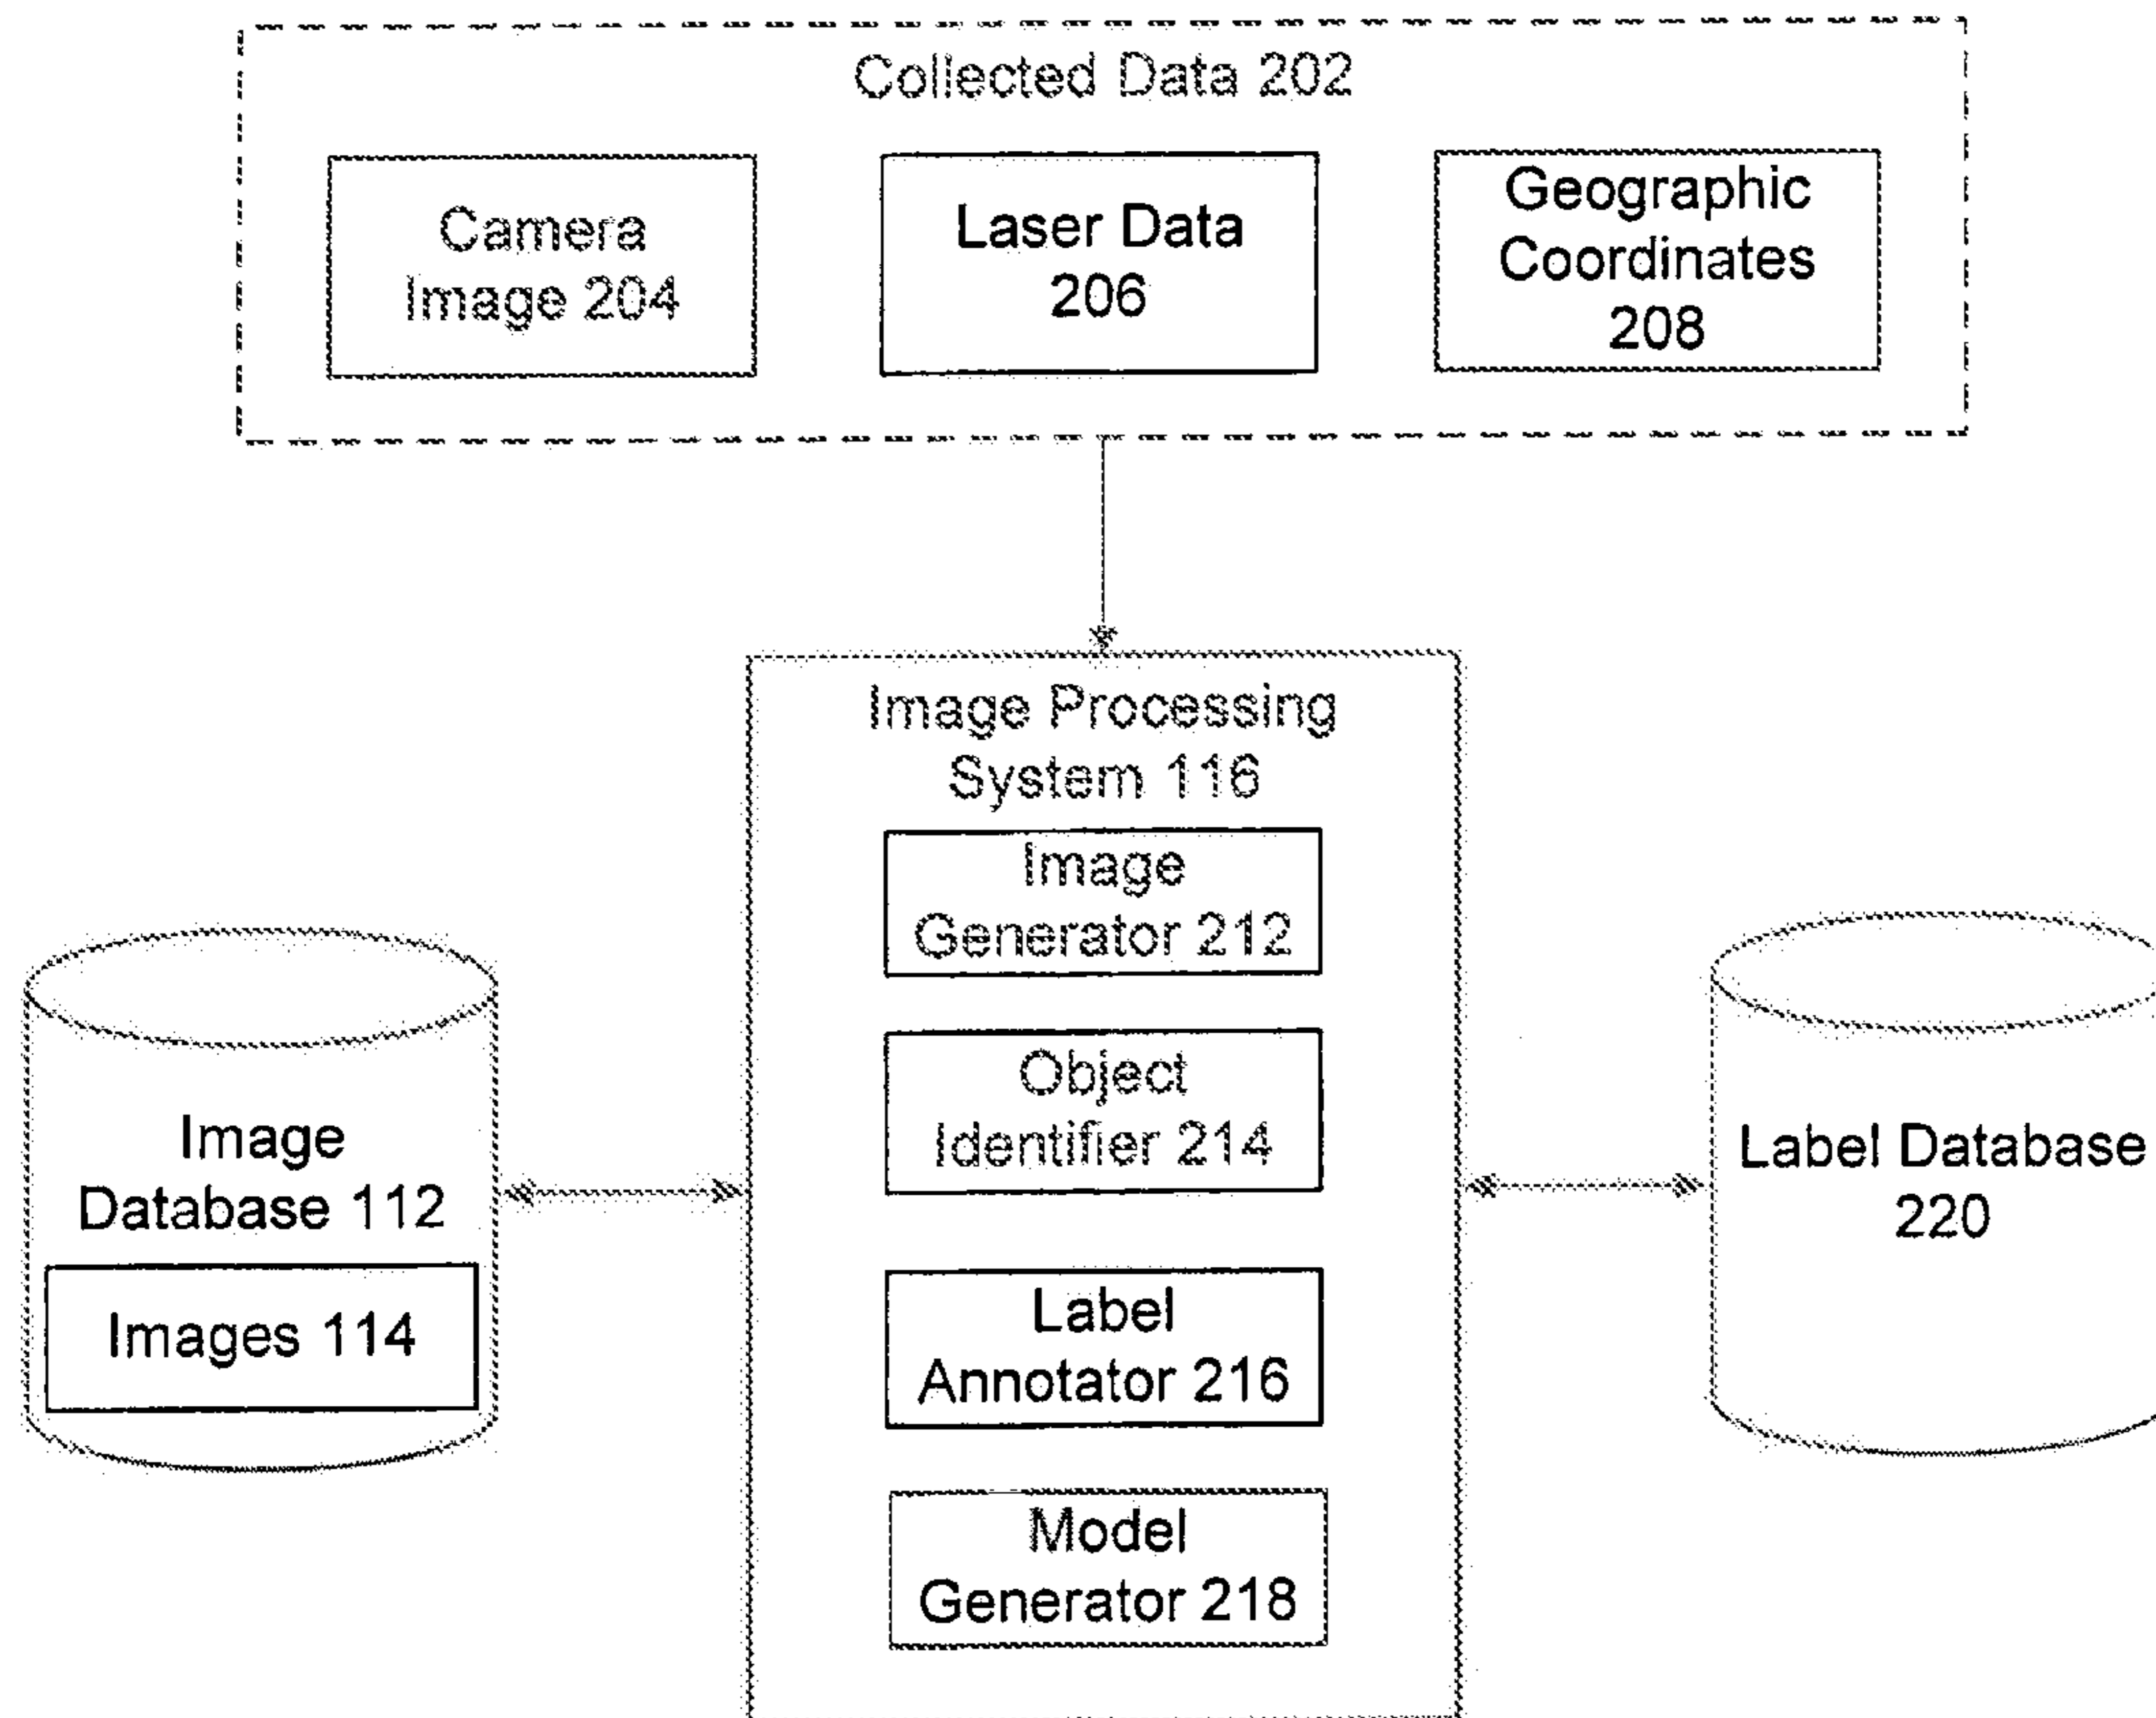 Collected Data 202
Camera
Image 204
Laser Data
206
Geographic
Coordinates
208
Image Processing
System 116
Image
Generator 212
Object
Identifier 214
Label
Annotator 216
Model
Generator 218
Image
Database 112
Images 114
Label Database
220